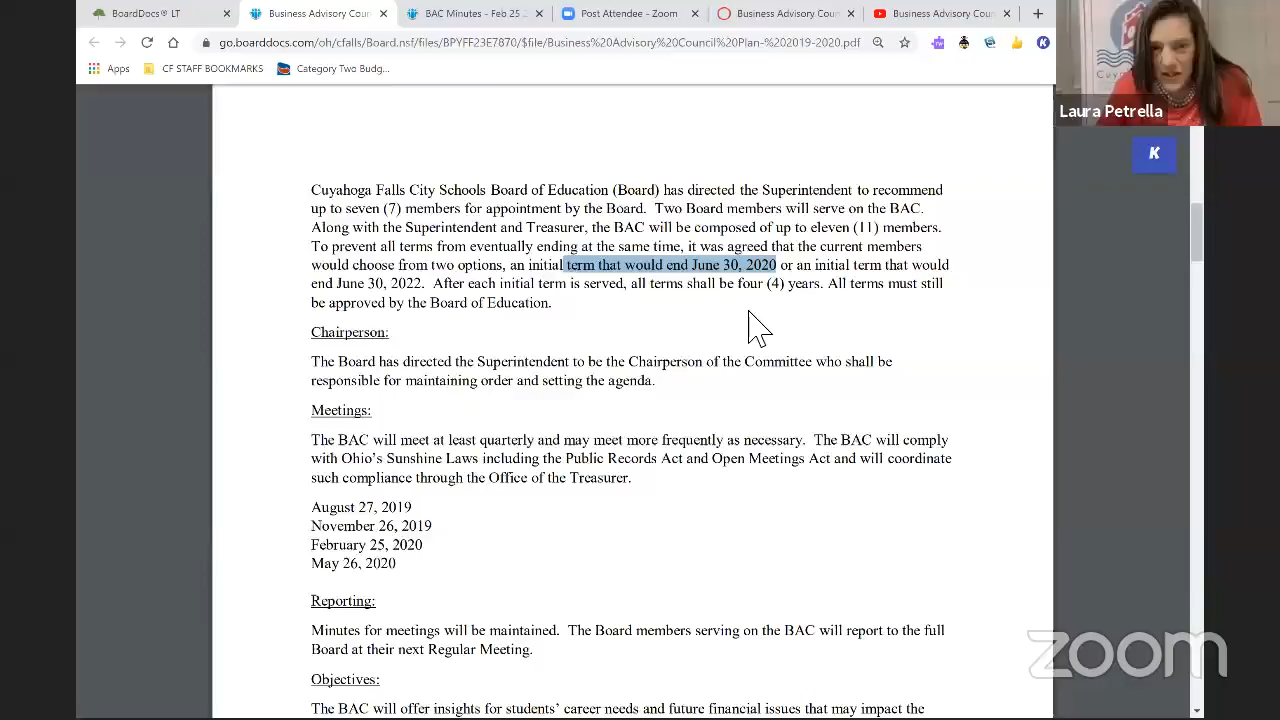 BoardDocs® LT
Business Advisory Coun
BAC Minutes - Feb 25 2
Post Attendee - Zoom
Business Advisory Coun
Business Advisory Coun
go.boarddocs.com/oh/cfalls/Board.nsf/files/BPYFF23E7870/$file/Business%20Advisory%20Council%20Plan-%202019-2020.pdf
Apps
CF STAFF BOOKMARKS
Category Two Budg...
Laura Petrella
K
Cuyahoga Falls City Schools Board of Education (Board) has directed the Superintendent to recommend
up to seven (7) members for appointment by the Board. Two Board members will serve on the BAC.
Along with the Superintendent and Treasurer, the BAC will be composed of up to eleven (11) members.
To prevent all terms from eventually ending at the same time, it was agreed that the current members
would choose from two options, an initial term that would end June 30, 2020 or an initial term that would
end June 30, 2022. After each initial term is served, all terms shall be four (4) years. All terms must still
be approved by the Board of Education.
Chairperson:
The Board has directed the Superintendent to be the Chairperson of the Committee who shall be
responsible for maintaining order and setting the agenda.
Meetings:
The BAC will meet at least quarterly and may meet more frequently as necessary. The BAC will comply
with Ohio's Sunshine Laws including the Public Records Act and Open Meetings Act and will coordinate
such compliance through the Office of the Treasurer.
August 27, 2019
November 26, 2019
February 25, 2020
May 26, 2020
Reporting:
Minutes for meetings will be maintained. The Board members serving on the BAC will report to the full
Board at their next Regular Meeting.
Objectives:
The BAC will offer insights for students' career needs and future financial issues that may impact the
zoom